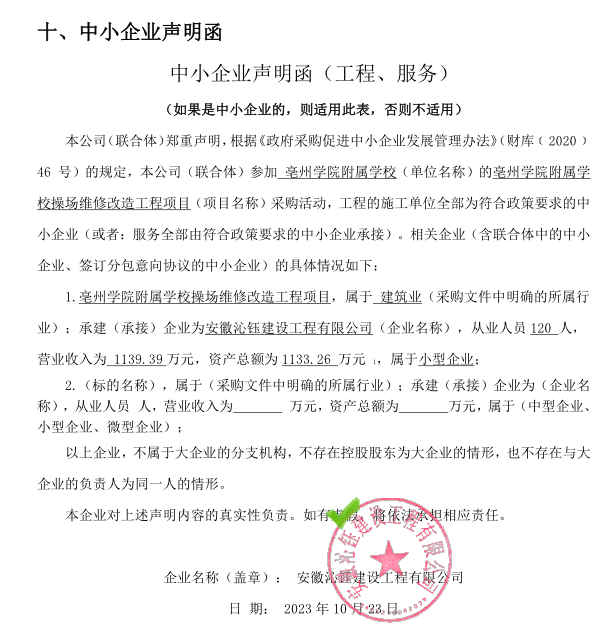 十、中小企业声明函
中小企业声明函（工程、服务）
（如果是中小企业的，则适用此表，否则不适用）
本公司（联合体）郑重声明，根据《政府采购促进中小企业发展管理办法》（财库﹝2020﹞
46 号）的规定，本公司（联合体）参加 亳州学院附属学校（单位名称）的亳州学院附属学
校操场维修改造工程项目（项目名称）采购活动，工程的施工单位全部为符合政策要求的中
小企业（或者：服务全部由符合政策要求的中小企业承接）。相关企业（含联合体中的中小
企业、签订分包意向协议的中小企业）的具体情况如下：
1.亳州学院附属学校操场维修改造工程项目，属于 建筑业（采购文件中明确的所属行
业）；承建（承接）企业为安徽沁钰建设工程有限公司（企业名称），从业人员 120 人，
营业收入为 1139.39 万元，资产总额为 1133.26 万元 1，属于小型企业；
2.（标的名称），属于（采购文件中明确的所属行业）；承建（承接）企业为（企业名
称），从业人员 人，营业收入为_______ 万元，资产总额为_______万元，属于（中型企业、
小型企业、微型企业）；
以上企业，不属于大企业的分支机构，不存在控股股东为大企业的情形，也不存在与大
企业的负责人为同一人的情形。
本企业对上述声明内容的真实性负责。如有虚假，将依法承担相应责任。
企业名称（盖章）： 安徽沁钰建设工程有限公司
日 期： 2023 年 10 月 23 日
安徽沁钰建设工程有限公司